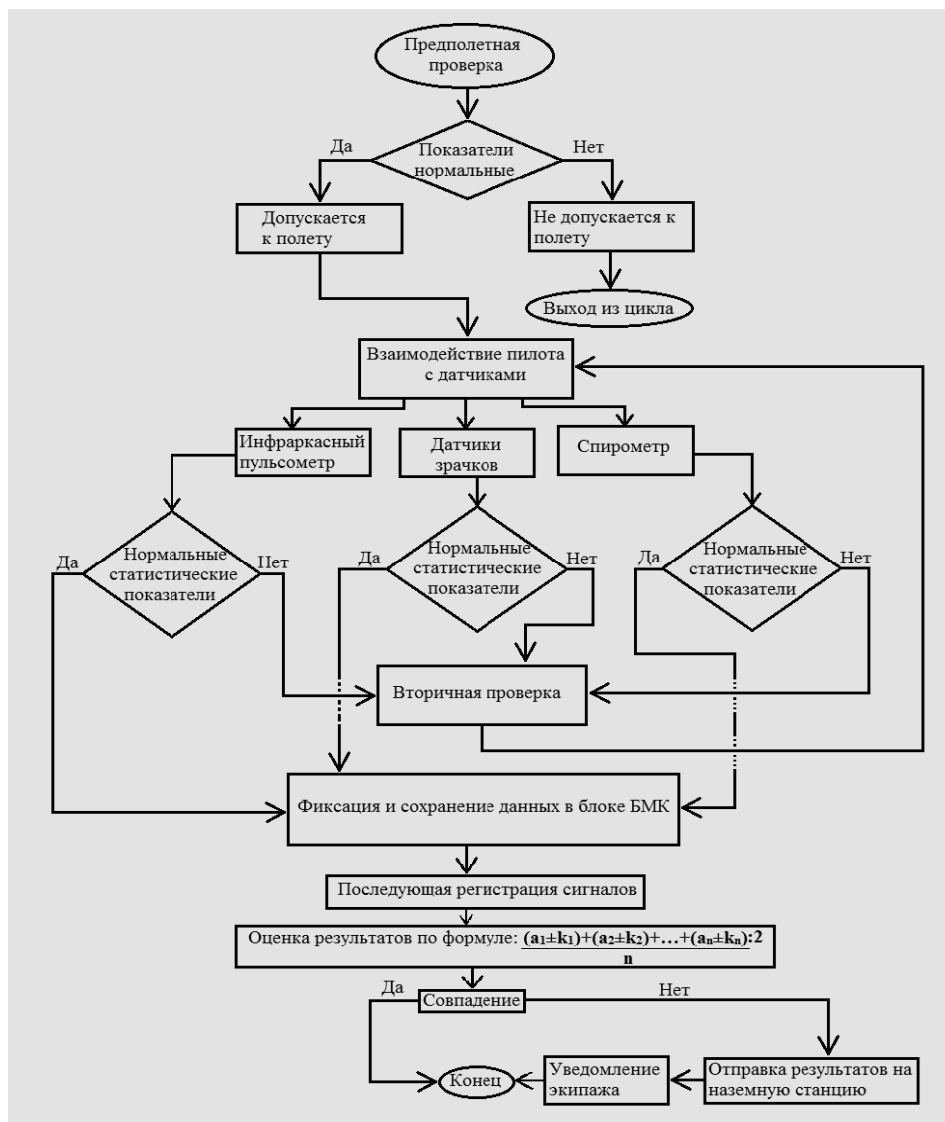 Предполетная
проверка
Да
Показатели
нормальные
Нет
Допускается
к полету
Не допускается к
полету
Выход из цикла
Взаимодействие пилота
с датчиками
Инфраркасный
пульсометр
Датчики
зрачков
Спирометр
Да
Нормальные
статистические
показатели
Нет
Да
Нормальные
статистические
показатели
Нет
Да
Нормальные
статистические
показатели
Нет
Вторичная проверка
Фиксация и сохранение данных в блоке БМК
Последующая регистрация сигналов
Оценка результатов по формуле: (a₁±k₁)+(a₂±k₂)+…+(aₙ±kₙ):2
n
Да
Совпадение
Нет
Конец
Уведомление
экипажа
Отправка результатов на
наземную станцию